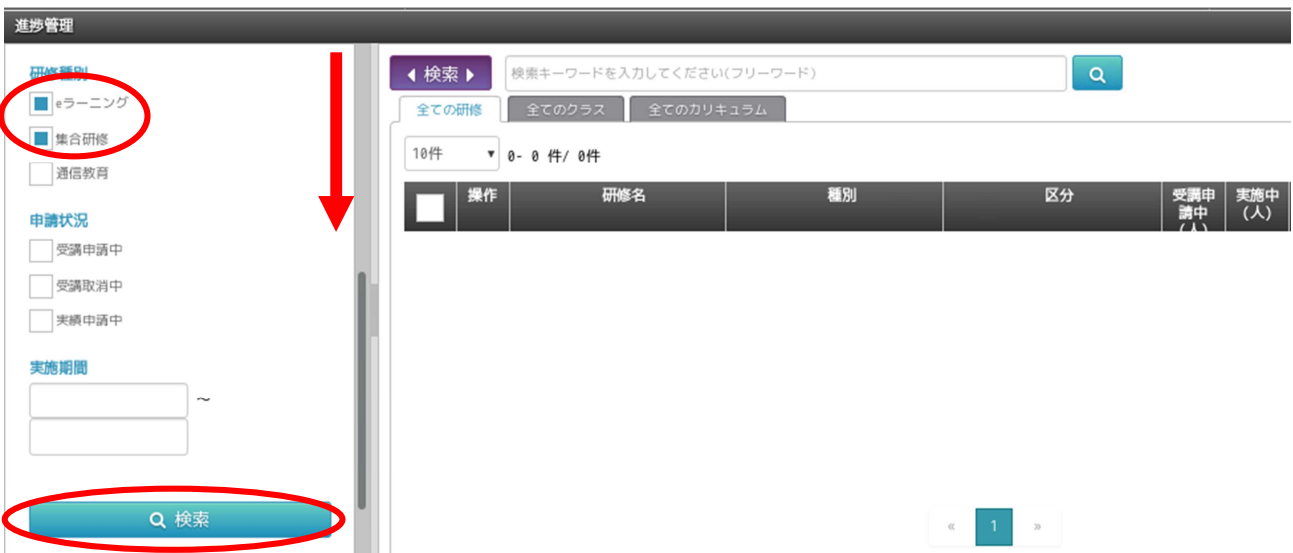 進捗管理
研修種別
eラーニング
集合研修
通信教育
申請状況
受講申請中
受講取消中
実績申請中
実施期間
～
検索
検索
検索キーワードを入力してください(フリーワード)
全ての研修
全てのクラス
全てのカリキュラム
10件
0- 0 件/ 0件
操作
研修名
種別
区分
受講申
請中
(人)
実施中
(人)
«
1
»